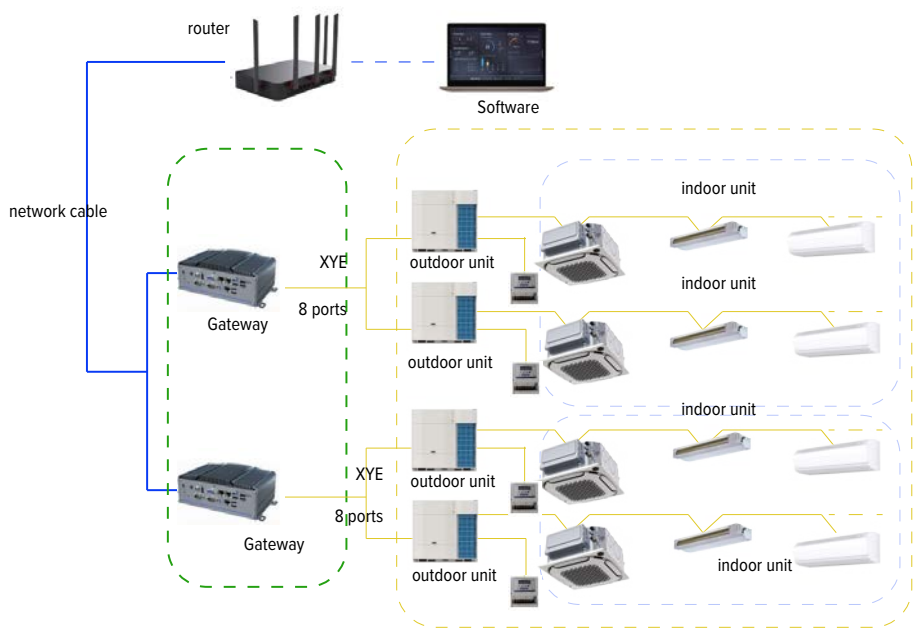 router
Software
network cable
indoor unit
XYE
outdoor unit
indoor unit
8 ports
Gateway
outdoor unit
indoor unit
XYE
outdoor unit
8 ports
Gateway
indoor unit
outdoor unit